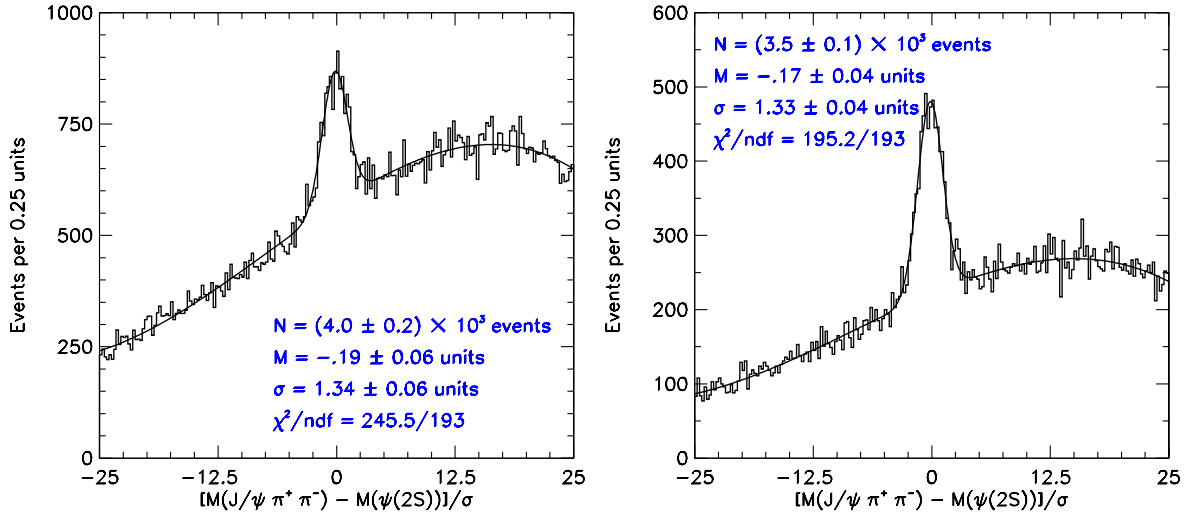 1000
750
500
250
0
Events per 0.25 units
N = (4.0 ± 0.2) × 10³ events
M = −.19 ± 0.06 units
σ = 1.34 ± 0.06 units
χ²/ndf = 245.5/193
−25 −12.5 0 12.5 25
[M(J/ψ π⁺ π⁻) − M(ψ(2S))]/σ
600
500
400
300
200
100
0
Events per 0.25 units
N = (3.5 ± 0.1) × 10³ events
M = −.17 ± 0.04 units
σ = 1.33 ± 0.04 units
χ²/ndf = 195.2/193
−25 −12.5 0 12.5 25
[M(J/ψ π⁺ π⁻) − M(ψ(2S))]/σ